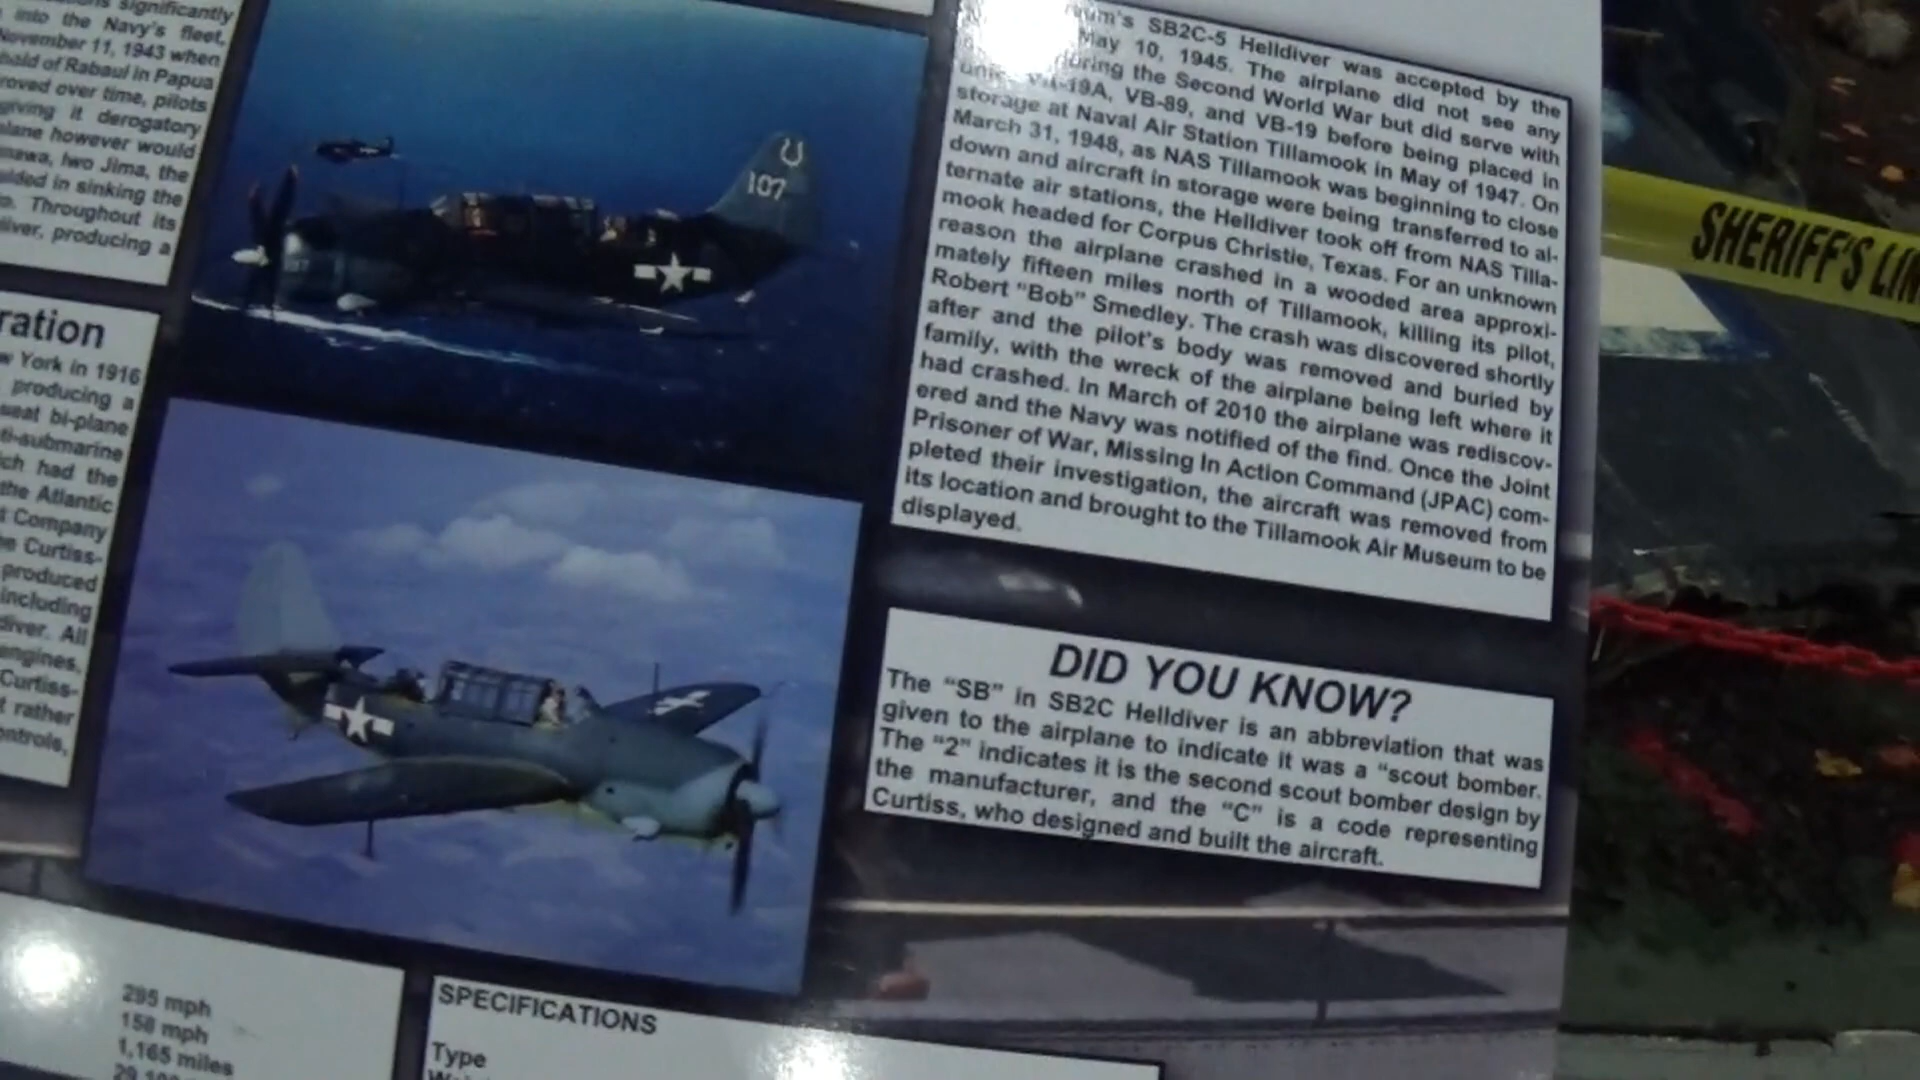 significantly
into the Navy's fleet,
November 11, 1943 when
of Rabaul in Papua
over time, pilots
giving it derogatory
however would
Iwo Jima, the
in sinking the
Throughout its
producing a
York in 1916
producing a
bi-plane
had the
the Atlantic
Company
Curtiss-
produced
including
All
engines,
Curtiss-
rather
107
SB2C-5 Helldiver was accepted by the
May 10, 1945. The airplane did not see any
during the Second World War but did serve with
VB-89, and VB-19 before being placed in
storage at Naval Air Station Tillamook in May of 1947. On
March 31, 1948, as NAS Tillamook was beginning to close
down and aircraft in storage were being transferred to al-
ternate air stations, the Helldiver took off from NAS Tilla-
mook headed for Corpus Christie, Texas. For an unknown
reason the airplane crashed in a wooded area approxi-
mately fifteen miles north of Tillamook, killing its pilot,
Robert "Bob" Smedley. The crash was discovered shortly
after and the pilot's body was removed and buried by
family, with the wreck of the airplane being left where it
had crashed. In March of 2010 the airplane was rediscov-
ered and the Navy was notified of the find. Once the Joint
Prisoner of War, Missing In Action Command (JPAC) com-
pleted their investigation, the aircraft was removed from
its location and brought to the Tillamook Air Museum to be
displayed.
DID YOU KNOW?
The "SB" in SB2C Helldiver is an abbreviation that was
given to the airplane to indicate it was a "scout bomber.
The "2" indicates it is the second scout bomber design by
the manufacturer, and the "C" is a code representing
Curtiss, who designed and built the aircraft.
295 mph
158 mph
1,165 miles
SPECIFICATIONS
Type
SHERIFF'S